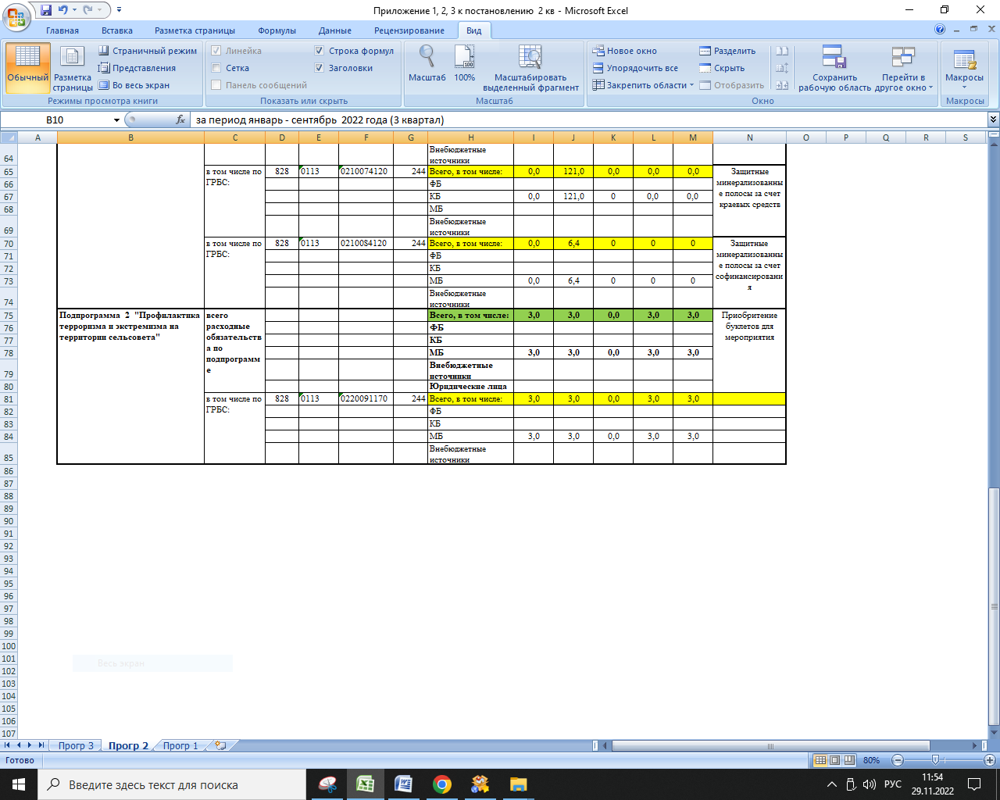 Приложение 1, 2, 3 к постановлению  2 кв - Microsoft Excel
Главная Вставка Разметка страницы Формулы Данные Рецензирование Вид
Обычный Разметка страницы Страничный режим Представления Во весь экран
Режимы просмотра книги
Линейка Строка формул
Сетка Заголовки
Панель сообщений
Показать или скрыть
Масштаб 100% Масштабировать выделенный фрагмент
Масштаб
Новое окно Разделить
Упорядочить все Скрыть
Закрепить области Отобразить
Сохранить рабочую область Перейти в другое окно
Окно
Макросы
Макросы
B10 fx за период январь - сентябрь  2022 года (3 квартал)
A B C D E F G H I J K L M N O P Q R S
64 Внебюджетные
источники
65 в том числе по 828 0113 0210074120 244 Всего, в том числе: 0,0 121,0 0,0 0,0 0,0 Защитные
66 ГРБС: ФБ минерализованны
67 КБ 0,0 121,0 0 0,0 0,0 е полосы за счет
68 МБ краевых средств
69 Внебюджетные
источники
70 в том числе по 828 0113 0210084120 244 Всего, в том числе: 0,0 6,4 0 0 0 Защитные
71 ГРБС: ФБ минерализованны
72 КБ е полосы за счет
73 МБ 0,0 6,4 0 0 0 софинансировани
я
74 Внебюджетные
источники
75 Подпрограмма  2  "Профилактика всего Всего, в том числе: 3,0 3,0 0,0 3,0 3,0 Приобритение
76 терроризма и экстремизма на расходные ФБ буклетов для
77 территории сельсовета" обязательств КБ мероприятия
78 а по МБ 3,0 3,0 0,0 3,0 3,0
79 подпрограмм Внебюджетные
е источники
80 Юридические лица
81 в том числе по 828 0113 0220091170 244 Всего, в том числе: 3,0 3,0 0,0 3,0 3,0
82 ГРБС: ФБ
83 КБ
84 МБ 3,0 3,0 0,0 3,0 3,0
85 Внебюджетные
источники
86
87
88
89
90
91
92
93
94
95
96
97
98
99
100
101 Весь экран
102
103
104
105
106
107
Прогр 3 Прогр 2 Прогр 1
Готово 80%
Введите здесь текст для поиска РУС 11:54
29.11.2022